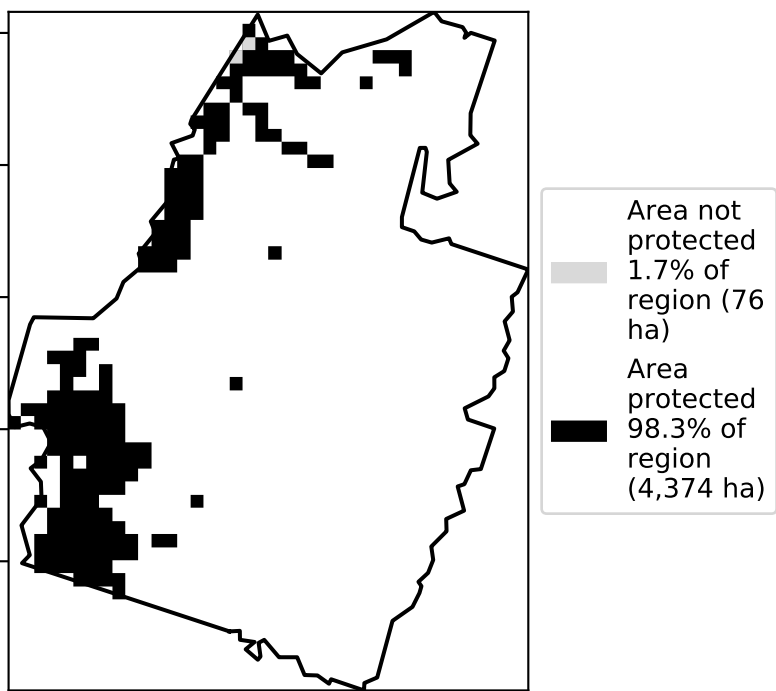 Area not
protected
1.7% of
region (76
ha)
Area
protected
98.3% of
region
(4,374 ha)